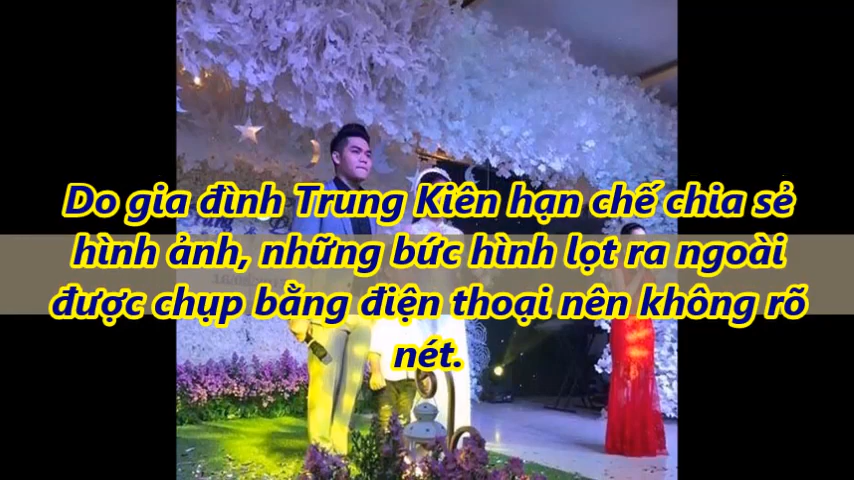 Do gia đình Trung Kiên hạn chế chia sẻ
hình ảnh, những bức hình lọt ra ngoài
được chụp bằng điện thoại nên không rõ
nét.